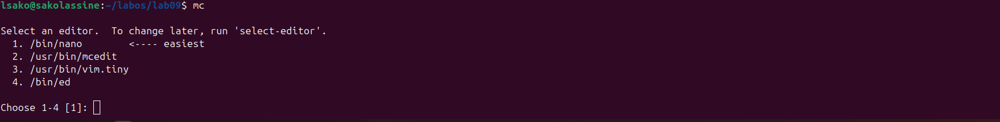 lsako@sakolassine:~/labos/lab09$ mc
Select an editor.  To change later, run 'select-editor'.
  1. /bin/nano        <---- easiest
  2. /usr/bin/mcedit
  3. /usr/bin/vim.tiny
  4. /bin/ed
Choose 1-4 [1]: